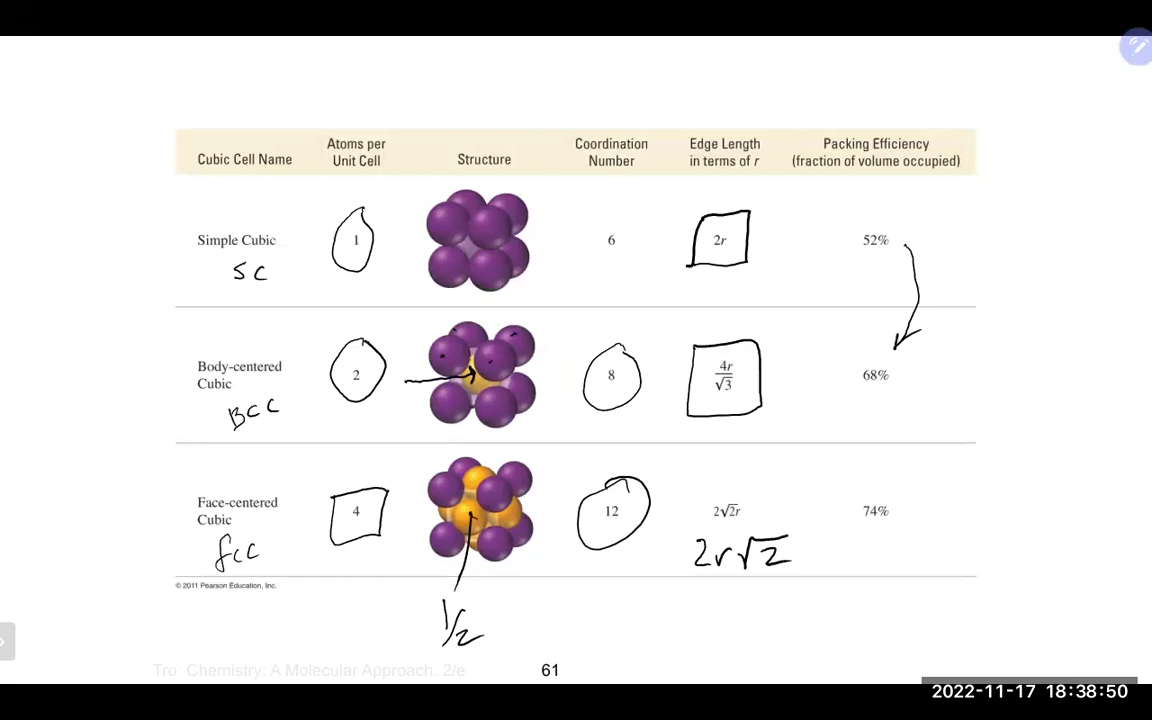 Cubic Cell Name
Atoms per
Unit Cell
Structure
Coordination
Number
Edge Length
in terms of r
Packing Efficiency
(fraction of volume occupied)
Simple Cubic
SC
1
6
2r
52%
Body-centered
Cubic
BCC
2
8
4r
√3
68%
Face-centered
Cubic
fcc
4
12
2√2r
2r√2
74%
1/2
© 2011 Pearson Education, Inc.
Tro: Chemistry: A Molecular Approach, 2/e
61
2022-11-17 18:38:50